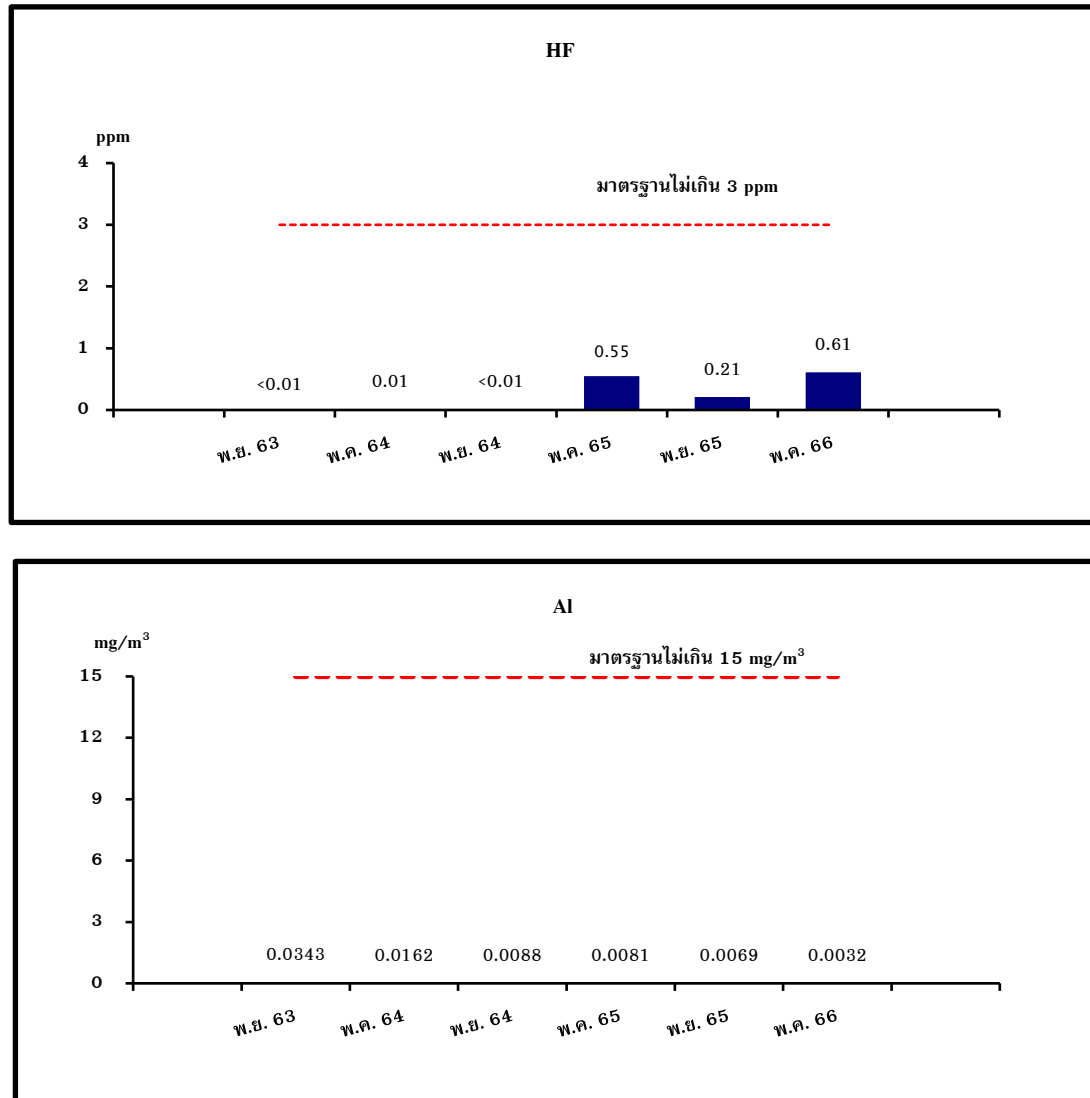 HF
ppm
4
มาตรฐานไม่เกิน 3 ppm
3
2
1
0.55
0.61
0.21
<0.01
0.01
<0.01
0
พ.ย. 63
พ.ค. 64
พ.ย. 64
พ.ค. 65
พ.ย. 65
พ.ค. 66
Al
mg/m³
มาตรฐานไม่เกิน 15 mg/m³
15
12
9
6
3
0.0343
0.0162
0.0088
0.0081
0.0069
0.0032
0
พ.ย. 63
พ.ค. 64
พ.ย. 64
พ.ค. 65
พ.ย. 65
พ.ค. 66